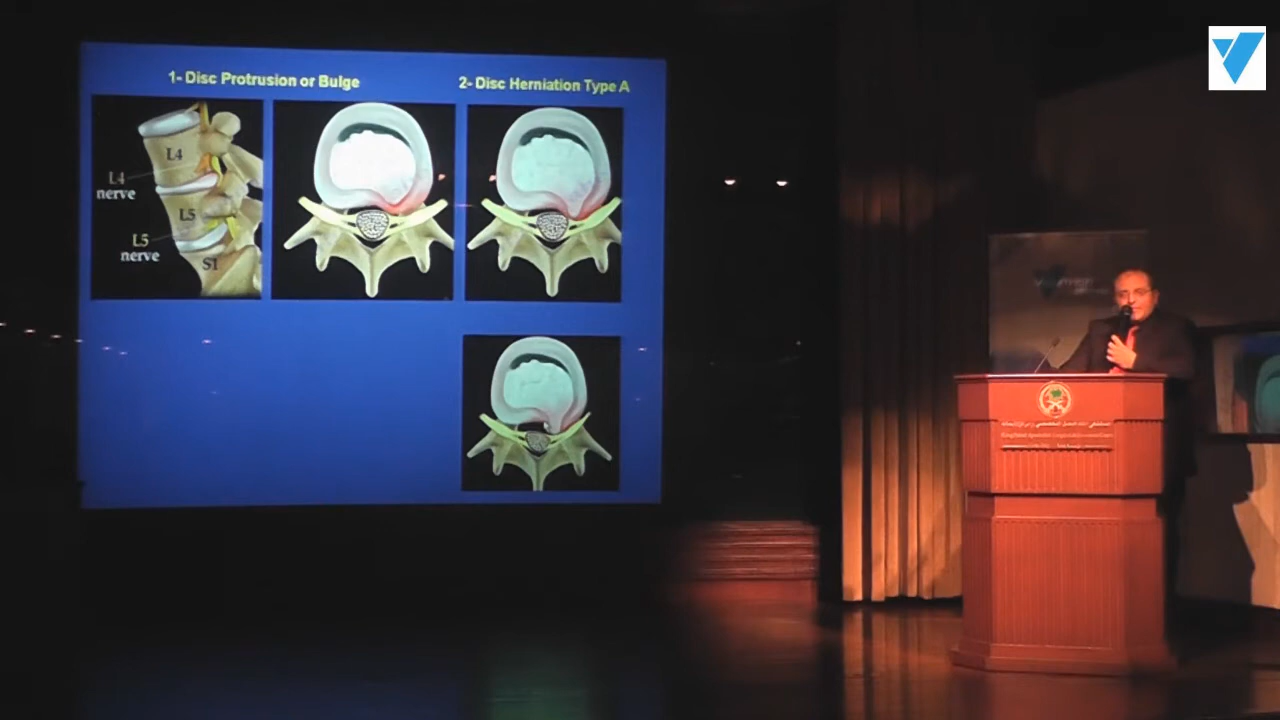 1- Disc Protrusion or Bulge
2- Disc Herniation Type A
L4
L4
nerve
L5
L5
nerve
S1